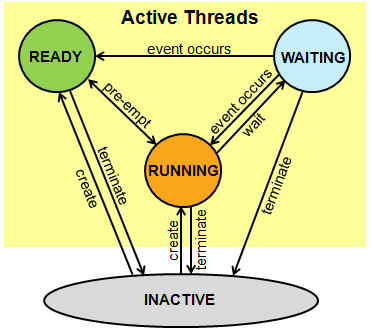 Active Threads
event occurs
READY
WAITING
pre-empt
event occurs
wait
RUNNING
terminate
create
create
terminate
terminate
INACTIVE